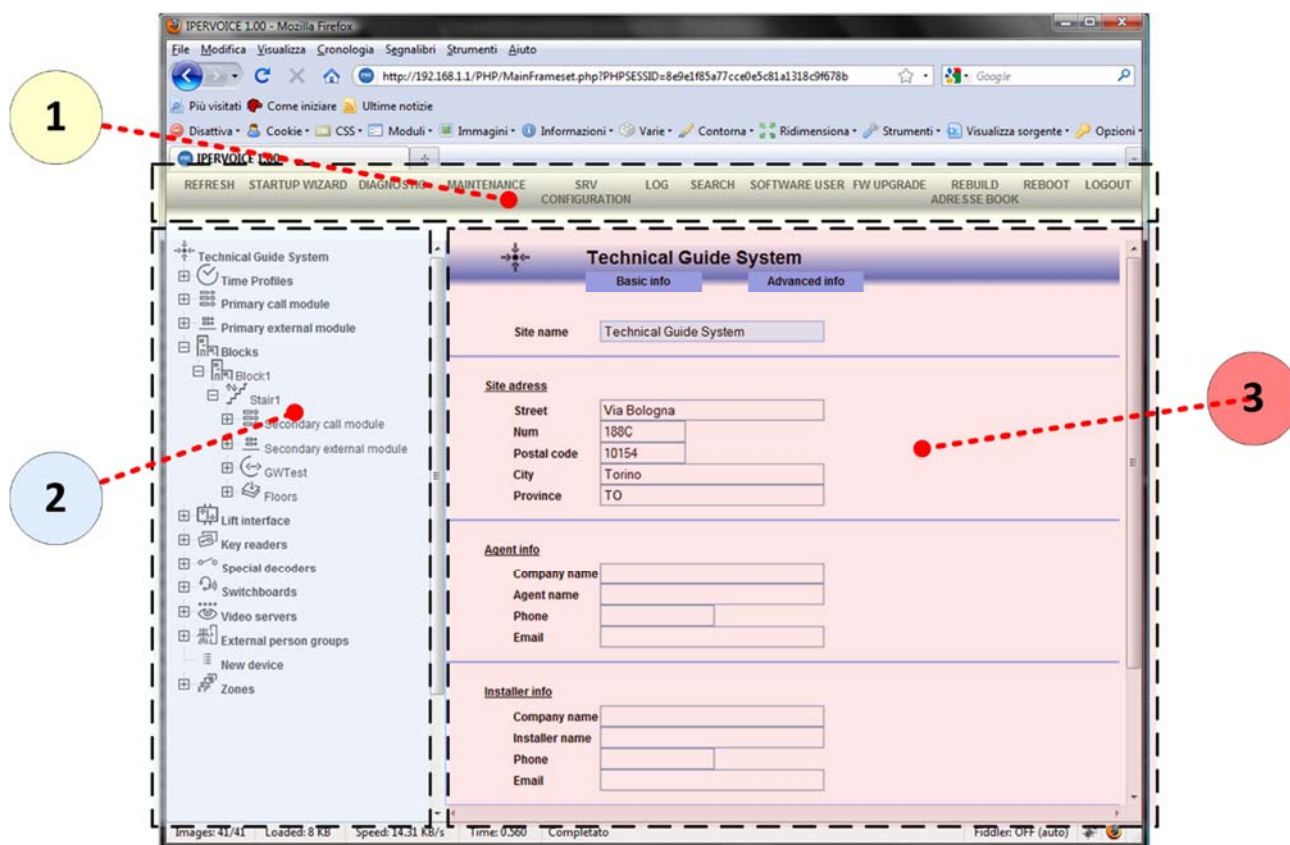 IPERVOICE 1.00 - Mozilla Firefox
File Modifica Visualizza Cronologia Segnalibri Strumenti Aiuto
http://192.168.1.1/PHP/MainFrameset.php?PHPSESSID=8e9e1f85a77cce0e5c81a1318c9f678b
Google
Più visitati Come iniziare Ultime notizie
Disattiva Cookie CSS Moduli Immagini Informazioni Varie Contorna Ridimensiona Strumenti Visualizza sorgente Opzioni
IPERVOICE 1.00
1
REFRESH STARTUP WIZARD DIAGNOSTIC MAINTENANCE SRV CONFIGURATION LOG SEARCH SOFTWARE USER FW UPGRADE REBUILD ADRESSE BOOK REBOOT LOGOUT
2
Technical Guide System
Time Profiles
Primary call module
Primary external module
Blocks
Block1
Stair1
Secondary call module
Secondary external module
GWTest
Floors
Lift interface
Key readers
Special decoders
Switchboards
Video servers
External person groups
New device
Zones
3
Technical Guide System
Basic info Advanced info
Site name Technical Guide System
Site adress
Street Via Bologna
Num 188C
Postal code 10154
City Torino
Province TO
Agent info
Company name
Agent name
Phone
Email
Installer info
Company name
Installer name
Phone
Email
Images: 41/41 Loaded: 8 KB Speed: 14.31 KB/s Time: 0.560 Completato Fiddler: OFF (auto)